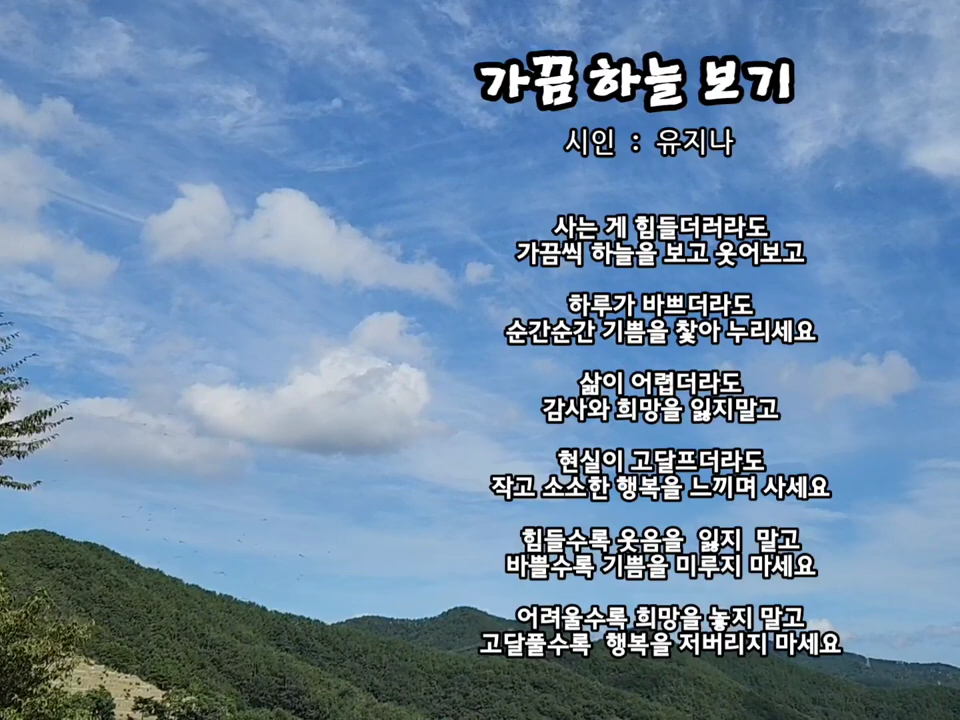 가끔 하늘 보기
시인 : 유지나
사는 게 힘들더러라도
가끔씩 하늘을 보고 웃어보고
하루가 바쁘더라도
순간순간 기쁨을 찿아 누리세요
삶이 어렵더라도
감사와 희망을 잃지말고
현실이 고달프더라도
작고 소소한 행복을 느끼며 사세요
힘들수록 웃음을 잃지 말고
바쁠수록 기쁨을 미루지 마세요
어려울수록 희망을 놓지 말고
고달풀수록 행복을 저버리지 마세요